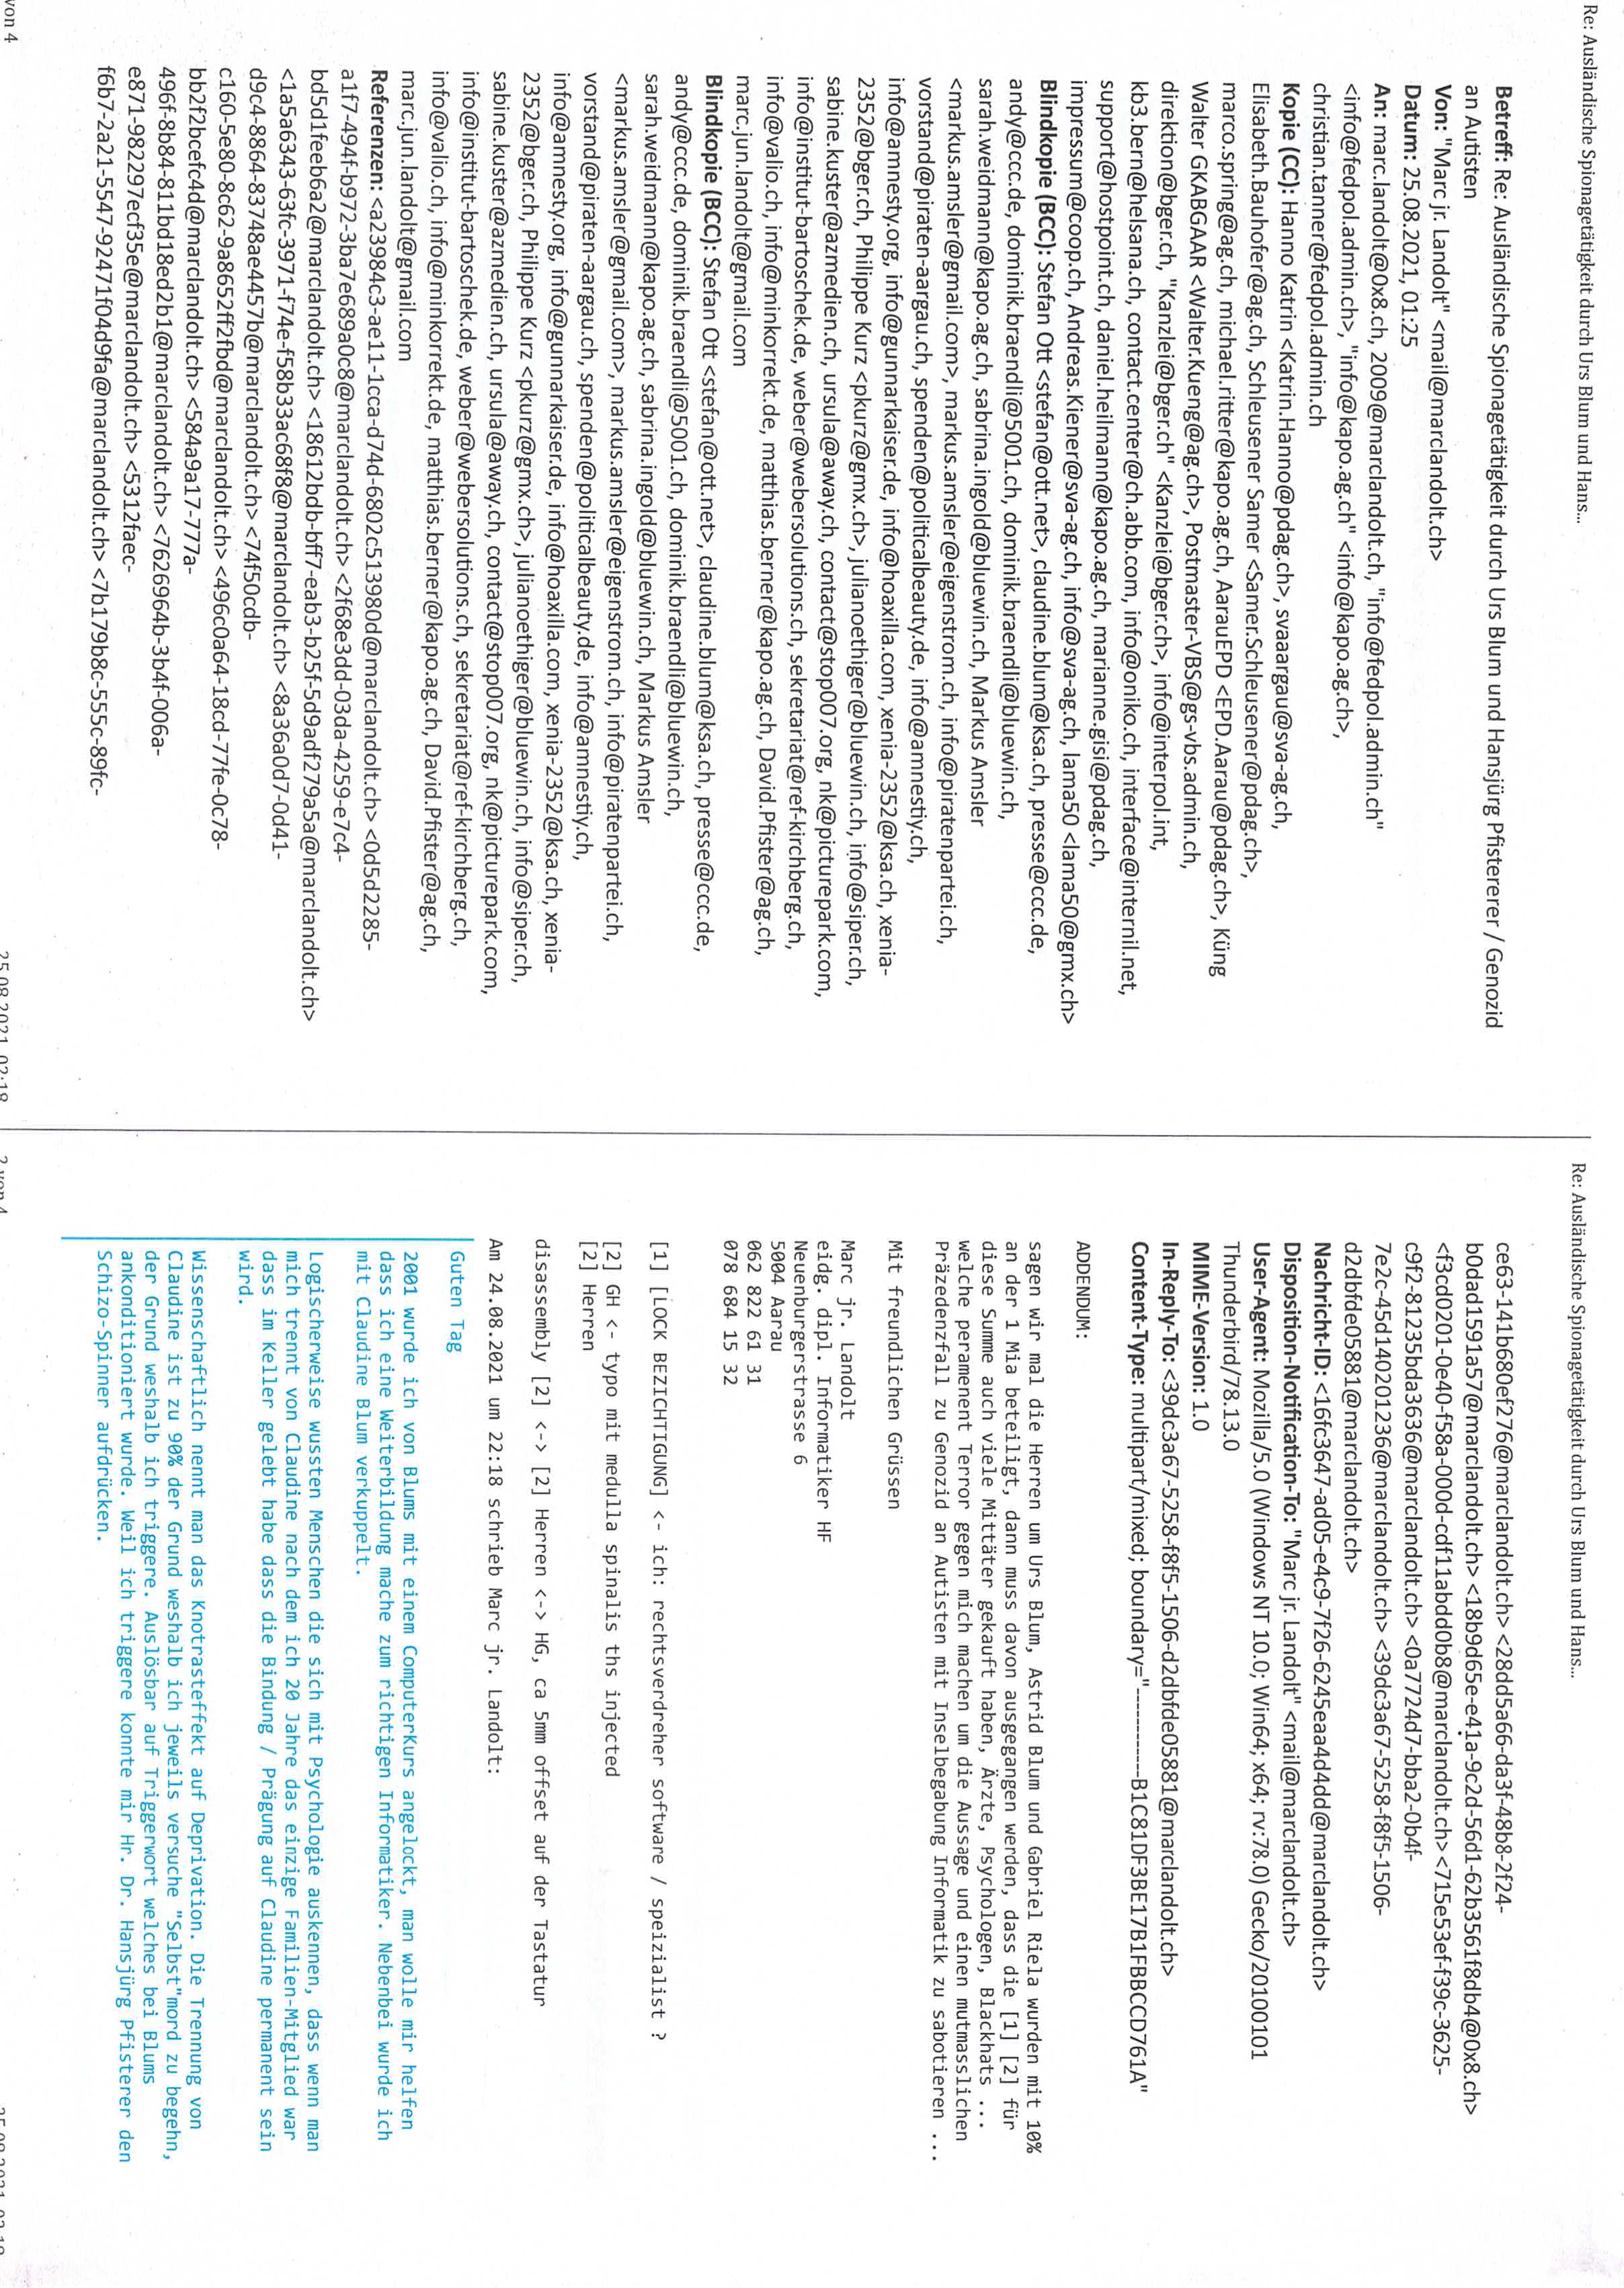 Re: Ausländische Spionagetätigkeit durch Urs Blum und Hans...
Betreff: Re: Ausländische Spionagetätigkeit durch Urs Blum und Hansjürg Pfisterer / Genozid
an Autisten
Von: "Marc jr. Landolt" <mail@marclandolt.ch>
Datum: 25.08.2021, 01:25
An: marc.landolt@0x8.ch, 2009@marclandolt.ch, "info@fedpol.admin.ch"
<info@fedpol.admin.ch>, "info@kapo.ag.ch" <info@kapo.ag.ch>,
christian.tanner@fedpol.admin.ch
Kopie (CC): Hanno Katrin <Katrin.Hanno@pdag.ch>, svaaargau@sva-ag.ch,
Elisabeth.Bauhofer@ag.ch, Schleusener Samer <Samer.Schleusener@pdag.ch>,
marco.spring@ag.ch, michael.ritter@kapo.ag.ch, AarauEPD <EPD.Aarau@pdag.ch>, Küng
Walter GKABGAAR <Walter.Kueng@ag.ch>, Postmaster-VBS@gs-vbs.admin.ch,
direktion@bger.ch, "Kanzlei@bger.ch" <Kanzlei@bger.ch>, info@interpol.int,
kb3.bern@helsana.ch, contact.center@ch.abb.com, info@oniko.ch, interface@internil.net,
support@hostpoint.ch, daniel.heilmann@kapo.ag.ch, marianne.gisi@pdag.ch,
impressum@coop.ch, Andreas.Kiener@sva-ag.ch, info@sva-ag.ch, lama50 <lama50@gmx.ch>
Blindkopie (BCC): Stefan Ott <stefan@ott.net>, claudine.blum@ksa.ch, presse@ccc.de,
andy@ccc.de, dominik.braendli@5001.ch, dominik.braendli@bluewin.ch,
sarah.weidmann@kapo.ag.ch, sabrina.ingold@bluewin.ch, Markus Amsler
<markus.amsler@gmail.com>, markus.amsler@eigenstrom.ch, info@piratenpartei.ch,
vorstand@piraten-aargau.ch, spenden@politicalbeauty.de, info@amnestiy.ch,
info@amnesty.org, info@gunnarkaiser.de, info@hoaxilla.com, xenia-2352@ksa.ch, xenia-
2352@bger.ch, Philippe Kurz <pkurz@gmx.ch>, julianoethiger@bluewin.ch, info@siper.ch,
sabine.kuster@azmedien.ch, ursula@away.ch, contact@stop007.org, nk@picturepark.com,
info@institut-bartoschek.de, weber@webersolutions.ch, sekretariat@ref-kirchberg.ch,
info@valio.ch, info@minkorrekt.de, matthias.berner@kapo.ag.ch, David.Pfister@ag.ch,
marc.jun.landolt@gmail.com
Blindkopie (BCC): Stefan Ott <stefan@ott.net>, claudine.blum@ksa.ch, presse@ccc.de,
andy@ccc.de, dominik.braendli@5001.ch, dominik.braendli@bluewin.ch,
sarah.weidmann@kapo.ag.ch, sabrina.ingold@bluewin.ch, Markus Amsler
<markus.amsler@gmail.com>, markus.amsler@eigenstrom.ch, info@piratenpartei.ch,
vorstand@piraten-aargau.ch, spenden@politicalbeauty.de, info@amnestiy.ch,
info@amnesty.org, info@gunnarkaiser.de, info@hoaxilla.com, xenia-2352@ksa.ch, xenia-
2352@bger.ch, Philippe Kurz <pkurz@gmx.ch>, julianoethiger@bluewin.ch, info@siper.ch,
sabine.kuster@azmedien.ch, ursula@away.ch, contact@stop007.org, nk@picturepark.com,
info@institut-bartoschek.de, weber@webersolutions.ch, sekretariat@ref-kirchberg.ch,
info@valio.ch, info@minkorrekt.de, matthias.berner@kapo.ag.ch, David.Pfister@ag.ch,
marc.jun.landolt@gmail.com
Referenzen: <a23984c3-ae11-1cca-d74d-6802c513980d@marclandolt.ch> <0d5d2285-
a1f7-494f-b972-3ba7e689a0c8@marclandolt.ch> <2f68e3dd-03da-4259-e7c4-
bd5d1feeb6a2@marclandolt.ch> <18612bdb-bff7-eab3-b25f-5d9adf279a5a@marclandolt.ch>
<1a5a6343-63fc-3971-f74e-f58b33ac68f8@marclandolt.ch> <8a36a0d7-0d41-
d9c4-8864-83748ae4457b@marclandolt.ch> <74f50cdb-
c160-5e80-8c62-9a8652ff2fbd@marclandolt.ch> <496c0a64-18cd-77fe-0c78-
bb2f2bcefc4d@marclandolt.ch> <584a9a17-777a-
496f-8b84-811bd18ed2b1@marclandolt.ch> <7626964b-3b4f-006a-
e871-982297ecf35e@marclandolt.ch> <5312faec-
f6b7-2a21-5547-92471f04d9fa@marclandolt.ch> <7b179b8c-555c-89fc-
von 4
25.08.2021, 02:18
Re: Ausländische Spionagetätigkeit durch Urs Blum und Hans...
ce63-141b680ef276@marclandolt.ch> <28dd5a66-da3f-48b8-2f24-
b0dad1591a57@marclandolt.ch> <18b9d65e-e41a-9c2d-56d1-62b3561f8db4@0x8.ch>
<f3cd0201-0e40-f58a-000d-cdf11abdd0b8@marclandolt.ch> <715e53ef-f39c-3625-
c9f2-81235bda3636@marclandolt.ch> <0a7724d7-bba2-0b4f-
7e2c-45d140201236@marclandolt.ch> <39dc3a67-5258-f8f5-1506-
d2dbfde05881@marclandolt.ch>
Nachricht-ID: <16fc3647-ad05-e4c9-7f26-6245eaa4d4dd@marclandolt.ch>
Disposition-Notification-To: "Marc jr. Landolt" <mail@marclandolt.ch>
User-Agent: Mozilla/5.0 (Windows NT 10.0; Win64; x64; rv:78.0) Gecko/20100101
Thunderbird/78.13.0
MIME-Version: 1.0
In-Reply-To: <39dc3a67-5258-f8f5-1506-d2dbfde05881@marclandolt.ch>
Content-Type: multipart/mixed; boundary="------------B1C81DF3BE17B1FBBCCD761A"
ADDENDUM:
sagen wir mal die Herren um Urs Blum, Astrid Blum und Gabriel Riela wurden mit 10%
an der 1 Mia beteiligt, dann muss davon ausgegangen werden, dass die [1] [2] für
diese Summe auch viele Mittäter gekauft haben, Ärzte, Psychologen, Blackhats ...
welche peramenent Terror gegen mich machen um die Aussage und einen mutmasslichen
Präzedenzfall zu Genozid an Autisten mit Inselbegabung Informatik zu sabotieren ...
Mit freundlichen Grüssen
Marc jr. Landolt
eidg. dipl. Informatiker HF
Neuenburgerstrasse 6
5004 Aarau
062 822 61 31
078 684 15 32
[1] [LOCK BEZICHTIGUNG] <- ich: rechtsverdreher software / speizialist ?
[2] GH <- typo mit medulla spinalis ths injected
[2] Herren
disassembly [2] <-> [2] Herren <-> HG, ca 5mm offset auf der Tastatur
Am 24.08.2021 um 22:18 schrieb Marc jr. Landolt:
Guten Tag
2001 wurde ich von Blums mit einem ComputerKurs angelockt, man wolle mir helfen
dass ich eine Weiterbildung mache zum richtigen Informatiker. Nebenbei wurde ich
mit Claudine Blum verkuppelt.
Logischerweise wussten Menschen die sich mit Psychologie auskennen, dass wenn man
mich trennt von Claudine nach dem ich 20 Jahre das einzige Familien-Mitglied war
dass im Keller gelebt habe dass die Bindung / Prägung auf Claudine permanent sein
wird.
Wissenschaftlich nennt man das Knotrasteffekt auf Deprivation. Die Trennung von
Claudine ist zu 90% der Grund weshalb ich jeweils versuche "Selbst"mord zu begehn,
der Grund weshalb ich triggere. Auslösbar auf Triggerwort welches bei Blums
ankonditioniert wurde. Weil ich triggere konnte mir Hr. Dr. Hansjürg Pfisterer den
Schizo-Spinner aufdrücken.
2 von 4
25.08.2021, 02:18